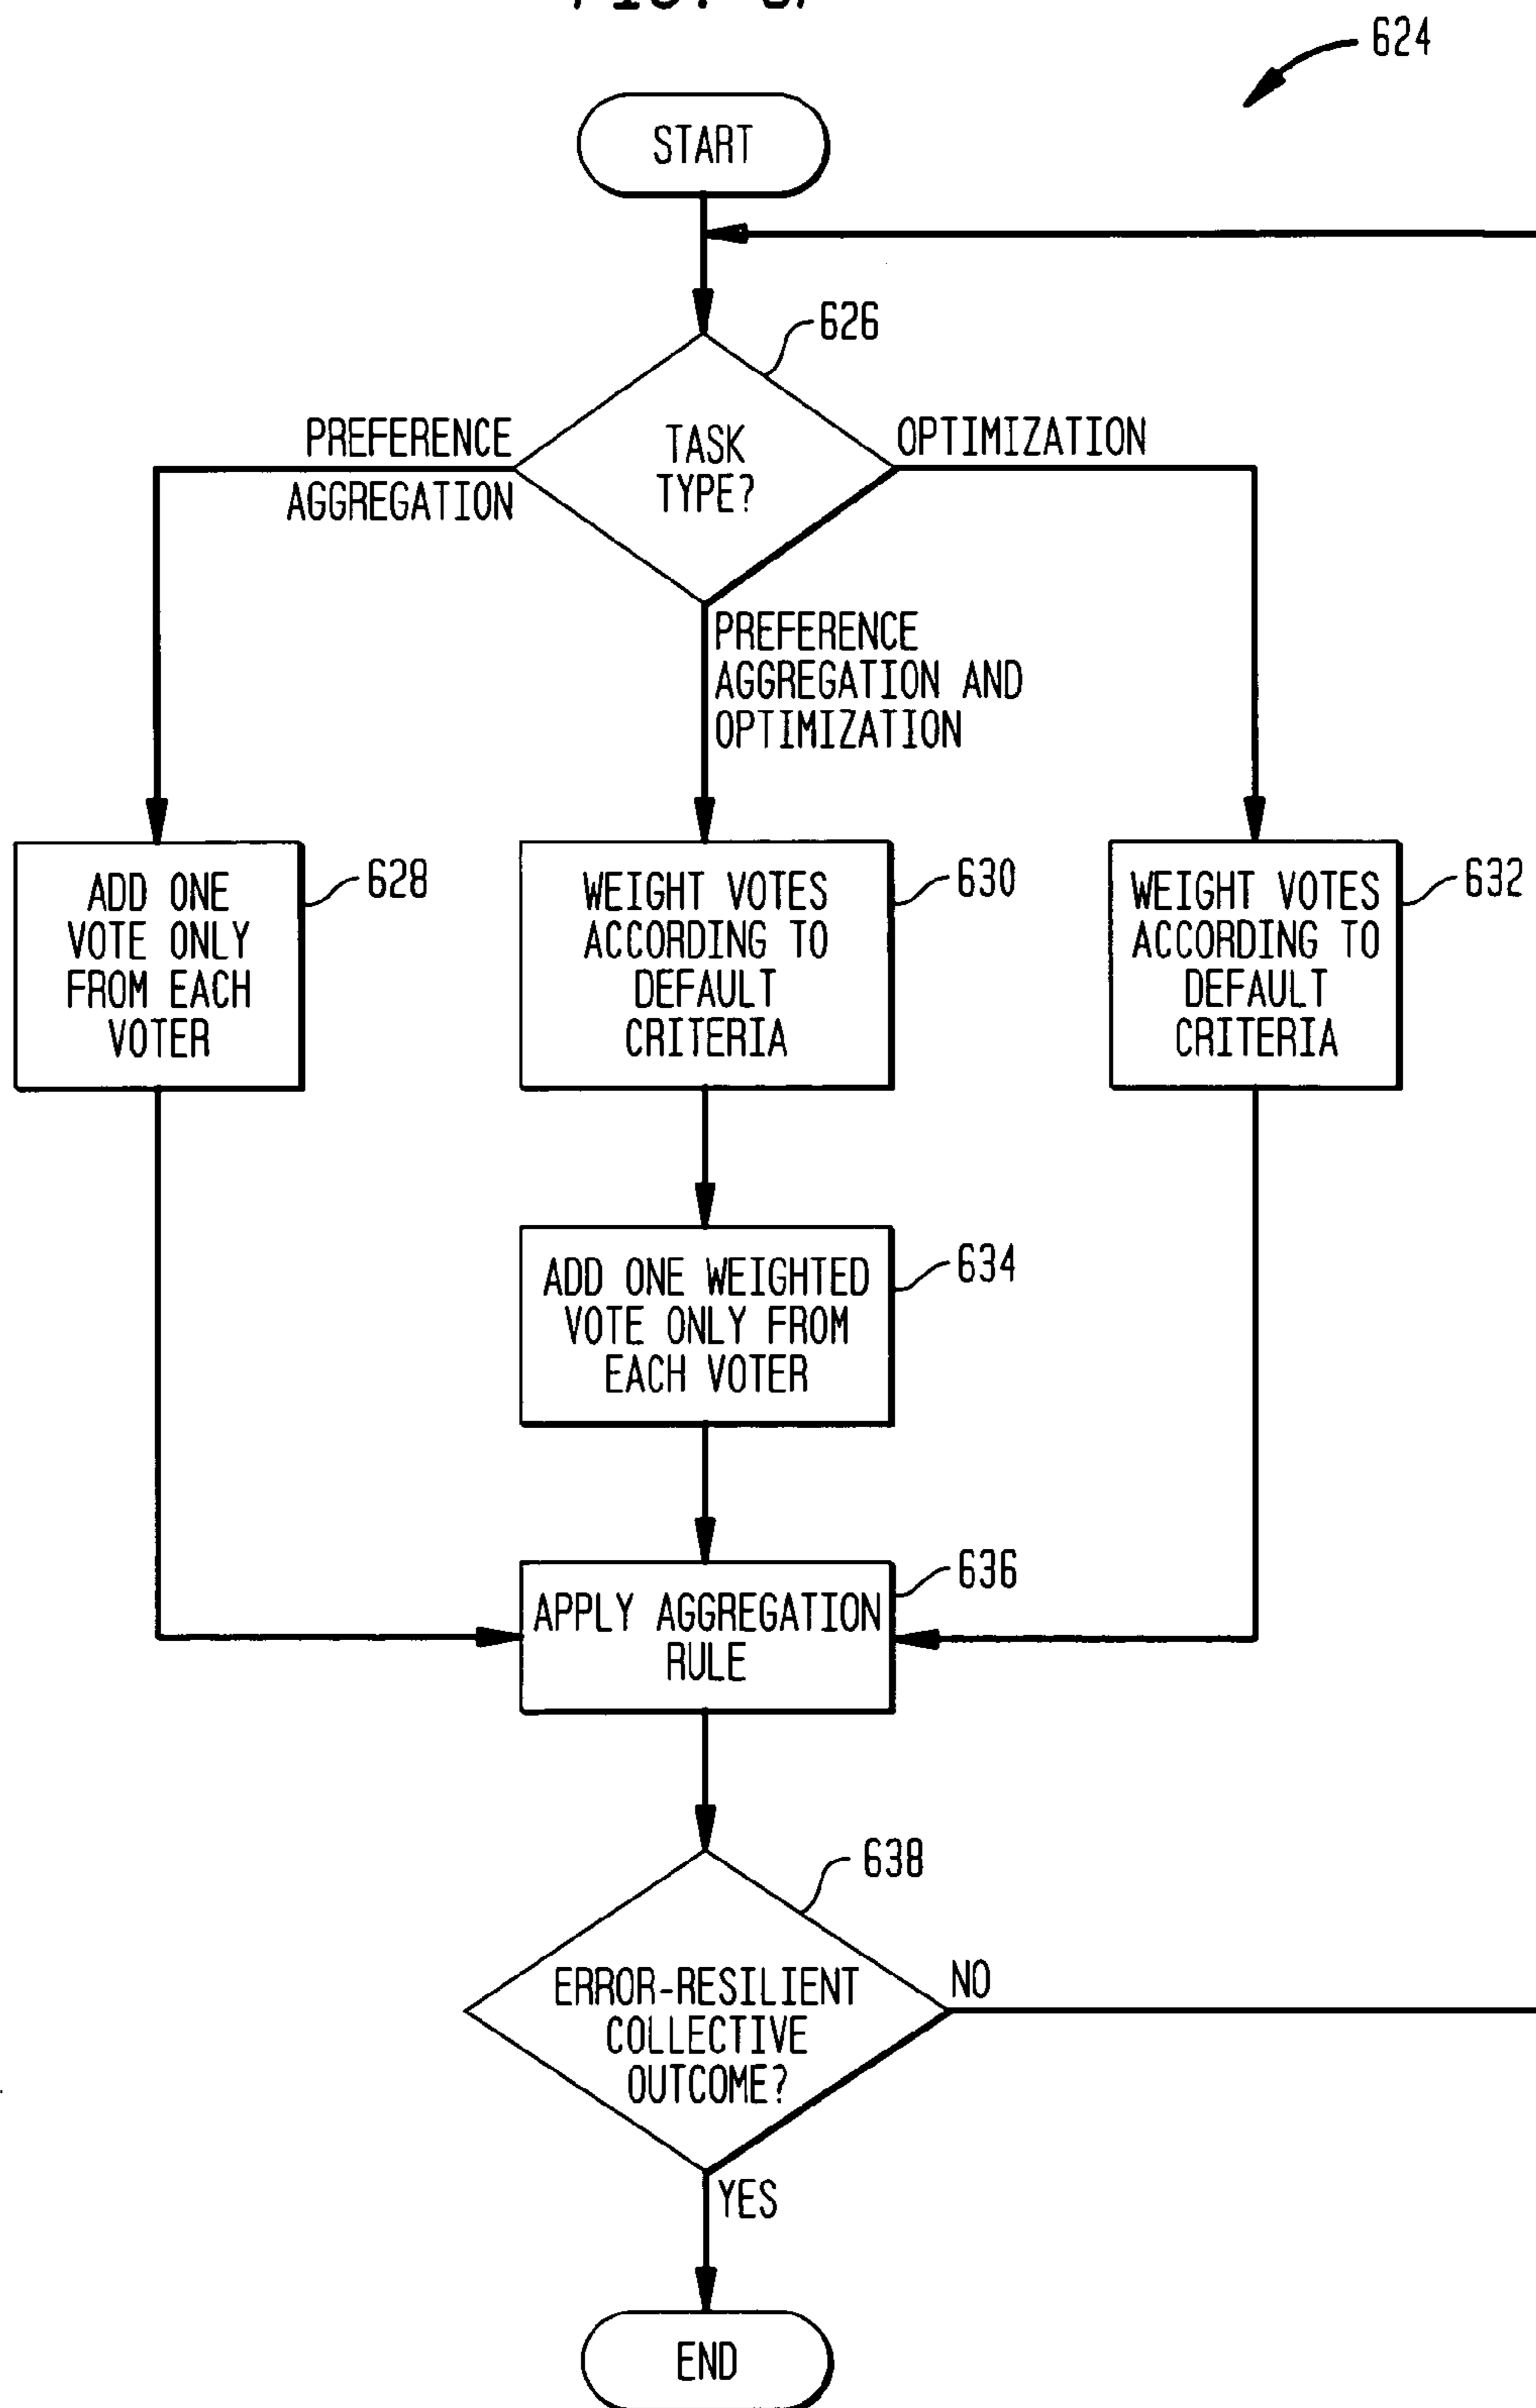 624
START
626
PREFERENCE
AGGREGATION
TASK
TYPE?
OPTIMIZATION
PREFERENCE
AGGREGATION AND
OPTIMIZATION
ADD ONE
VOTE ONLY
FROM EACH
VOTER
628
WEIGHT VOTES
ACCORDING TO
DEFAULT
CRITERIA
630
WEIGHT VOTES
ACCORDING TO
DEFAULT
CRITERIA
632
ADD ONE WEIGHTED
VOTE ONLY FROM
EACH VOTER
634
APPLY AGGREGATION
RULE
636
638
ERROR-RESILIENT
COLLECTIVE
OUTCOME?
NO
YES
END